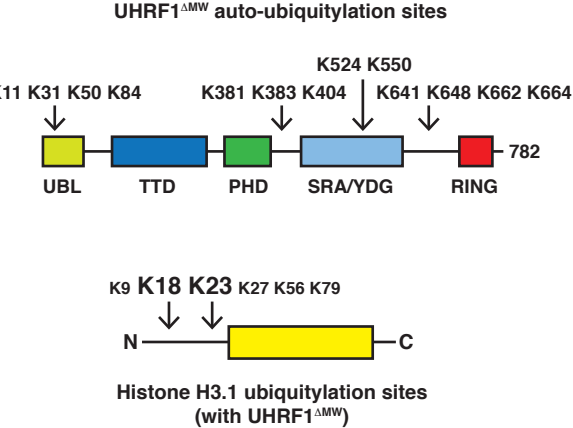 UHRF1ΔMW auto-ubiquitylation sites
K524 K550
K11 K31 K50 K84 K381 K383 K404 K641 K648 K662 K664
782
UBL TTD PHD SRA/YDG RING
K9 K18 K23 K27 K56 K79
N C
Histone H3.1 ubiquitylation sites
(with UHRF1ΔMW)